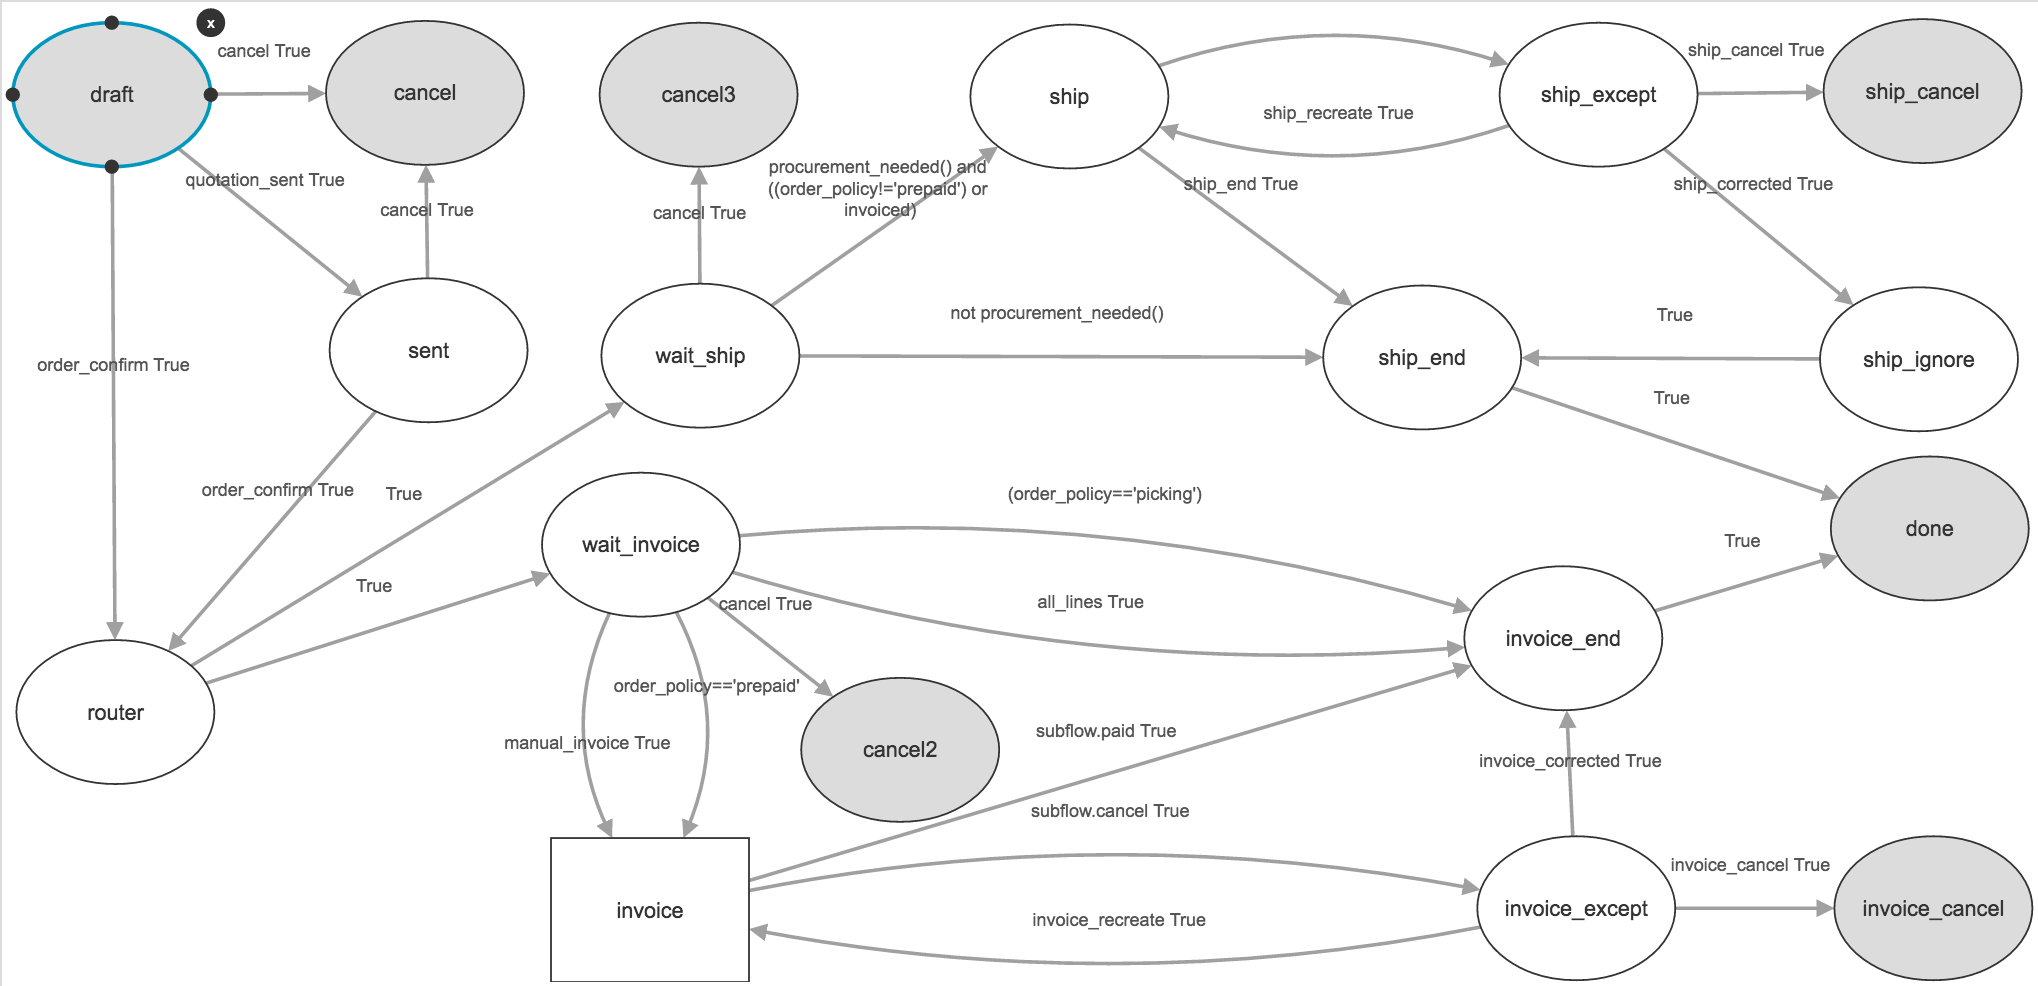 x
cancel True
draft
cancel
cancel3
ship
ship_except
ship_cancel True
ship_cancel
ship_recreate True
quotation_sent True
cancel True
cancel True
procurement_needed() and
((order_policy!='prepaid') or
invoiced)
ship_end True
ship_corrected True
not procurement_needed()
True
order_confirm True
sent
wait_ship
ship_end
ship_ignore
True
order_confirm True
True
(order_policy=='picking')
wait_invoice
done
True
True
cancel True
all_lines True
invoice_end
order_policy=='prepaid'
router
manual_invoice True
cancel2
subflow.paid True
invoice_corrected True
subflow.cancel True
invoice_cancel True
invoice
invoice_recreate True
invoice_except
invoice_cancel